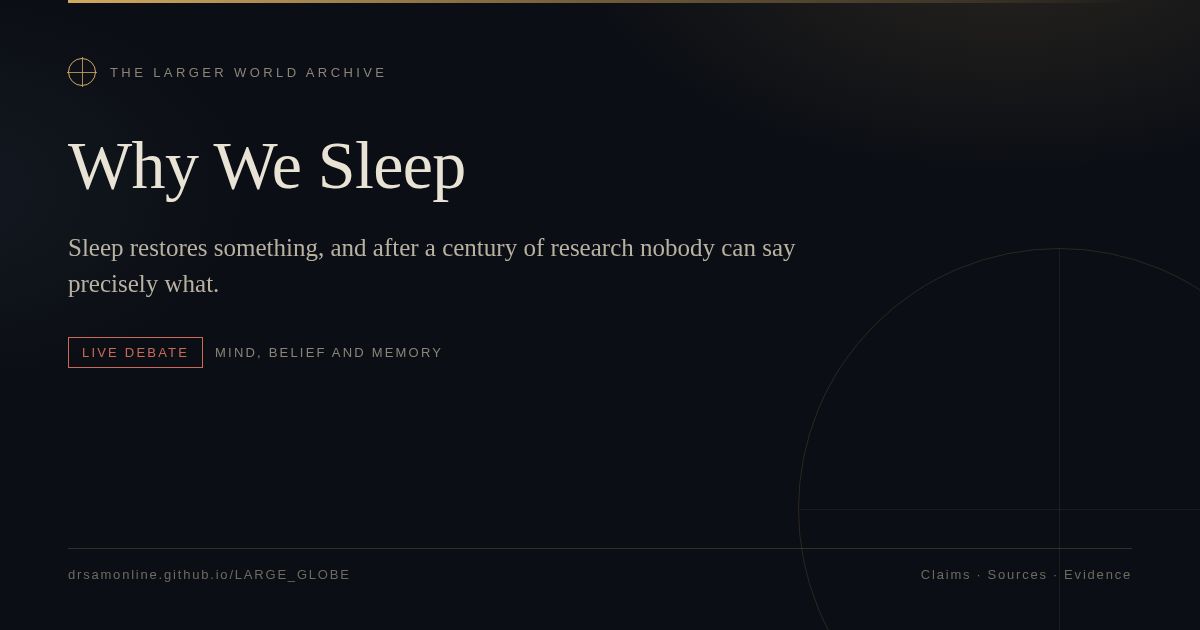 THE LARGER WORLD ARCHIVE
Why We Sleep
Sleep restores something, and after a century of research nobody can say
precisely what.
LIVE DEBATE MIND, BELIEF AND MEMORY
drsamonline.github.io/LARGE_GLOBE Claims · Sources · Evidence